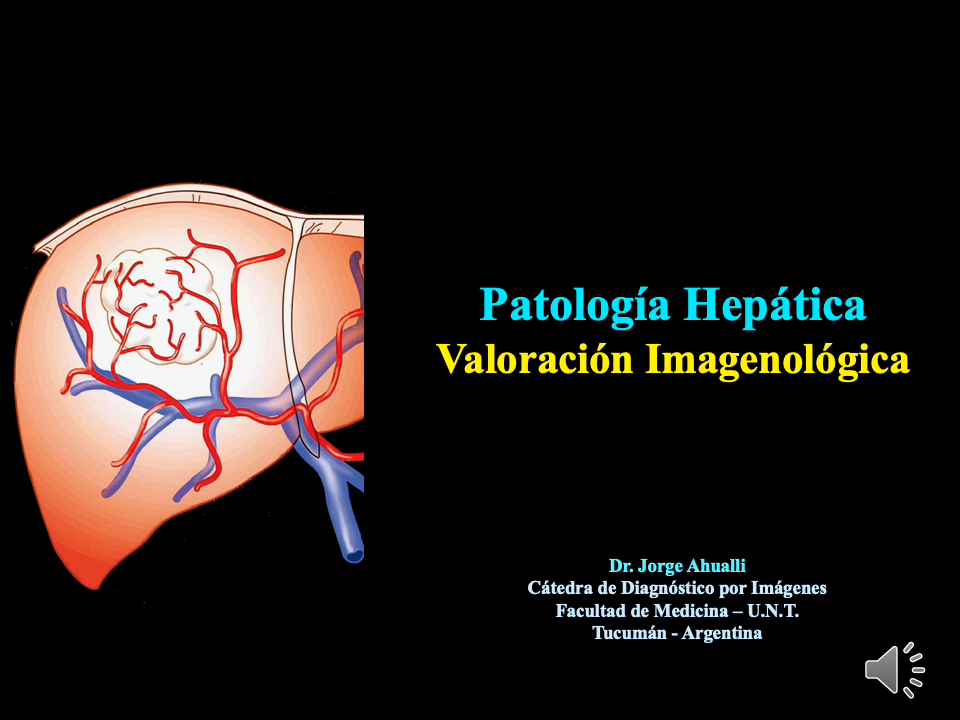 Patología Hepática
Valoración Imagenológica
Dr. Jorge Ahualli
Cátedra de Diagnóstico por Imágenes
Facultad de Medicina – U.N.T.
Tucumán - Argentina